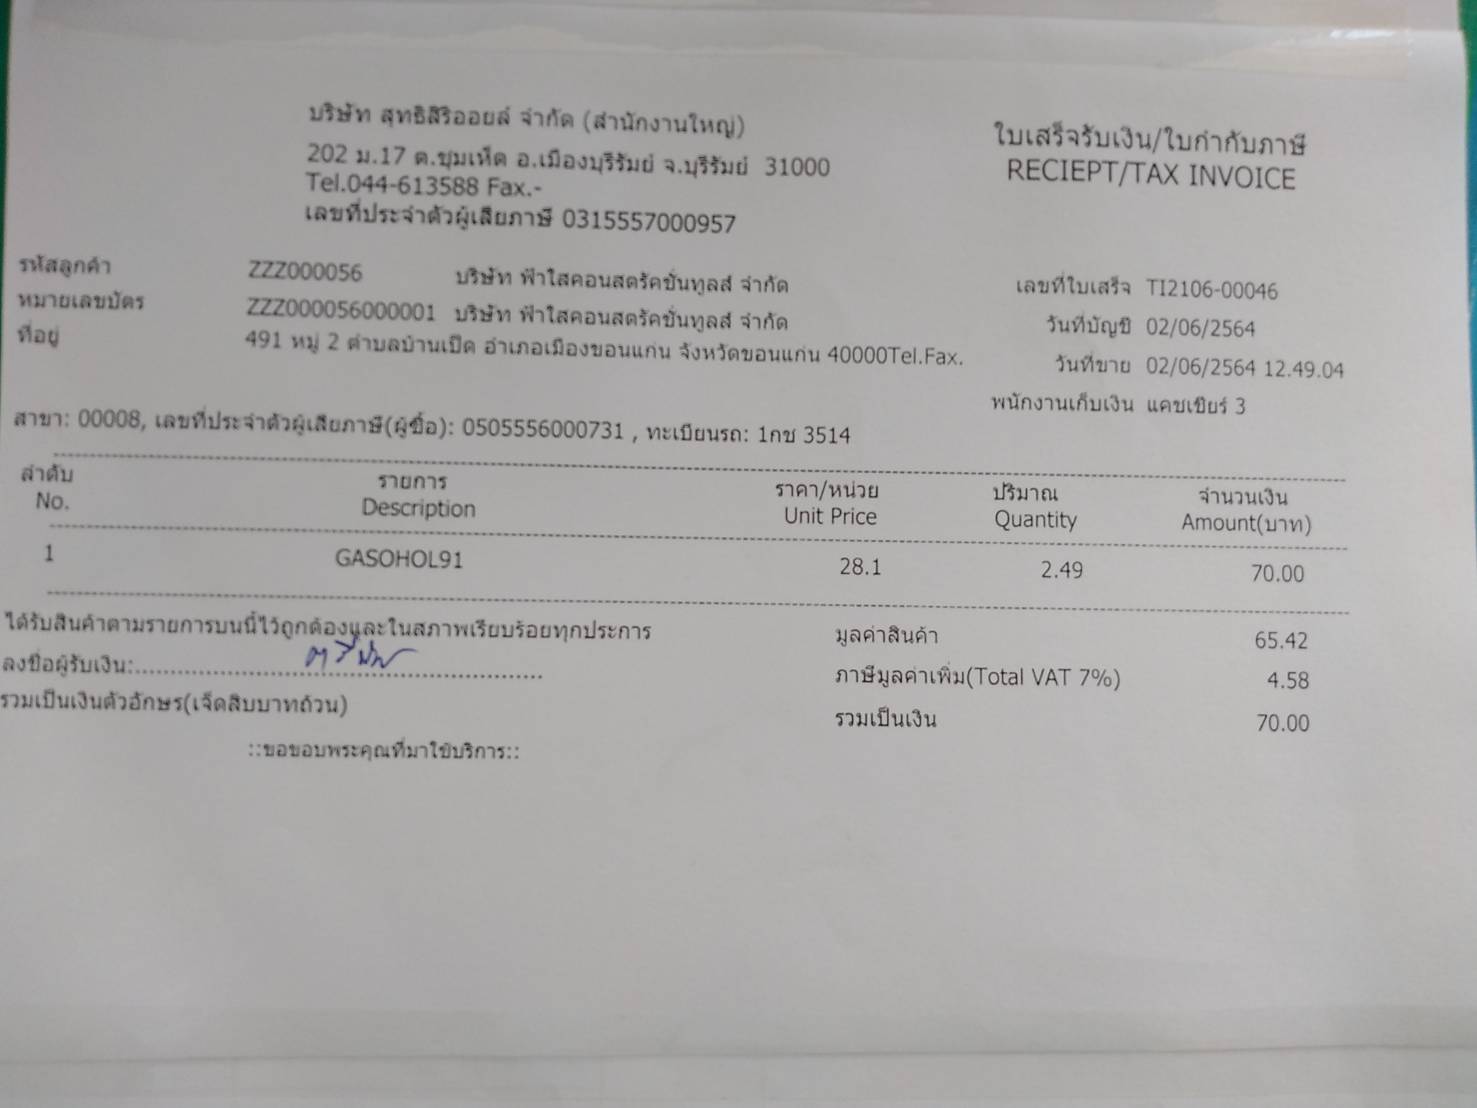 บริษัท สุทธิสิริออยล์ จำกัด (สำนักงานใหญ่)
202 ม.17 ต.ชุมเห็ด อ.เมืองบุรีรัมย์ จ.บุรีรัมย์ 31000
Tel.044-613588 Fax.-
เลขที่ประจำตัวผู้เสียภาษี 0315557000957
ใบเสร็จรับเงิน/ใบกำกับภาษี
RECIEPT/TAX INVOICE
รหัสลูกค้า ZZZ000056 บริษัท ฟ้าใสคอนสตรัคชั่นทูลส์ จำกัด
หมายเลขบัตร ZZZ000056000001 บริษัท ฟ้าใสคอนสตรัคชั่นทูลส์ จำกัด
ที่อยู่ 491 หมู่ 2 ตำบลบ้านเป็ด อำเภอเมืองขอนแก่น จังหวัดขอนแก่น 40000Tel.Fax.
เลขที่ใบเสร็จ TI2106-00046
วันที่บัญชี 02/06/2564
วันที่ขาย 02/06/2564 12.49.04
พนักงานเก็บเงิน แคชเชียร์ 3
สาขา: 00008, เลขที่ประจำตัวผู้เสียภาษี(ผู้ซื้อ): 0505556000731 , ทะเบียนรถ: 1กช 3514
ลำดับ รายการ ราคา/หน่วย ปริมาณ จำนวนเงิน
No. Description Unit Price Quantity Amount(บาท)
1 GASOHOL91 28.1 2.49 70.00
ได้รับสินค้าตามรายการบนนี้ไว้ถูกต้องและในสภาพเรียบร้อยทุกประการ
ลงชื่อผู้รับเงิน:......................................................
รวมเป็นเงินตัวอักษร(เจ็ดสิบบาทถ้วน)
::ขอขอบพระคุณที่มาใช้บริการ::
มูลค่าสินค้า 65.42
ภาษีมูลค่าเพิ่ม(Total VAT 7%) 4.58
รวมเป็นเงิน 70.00